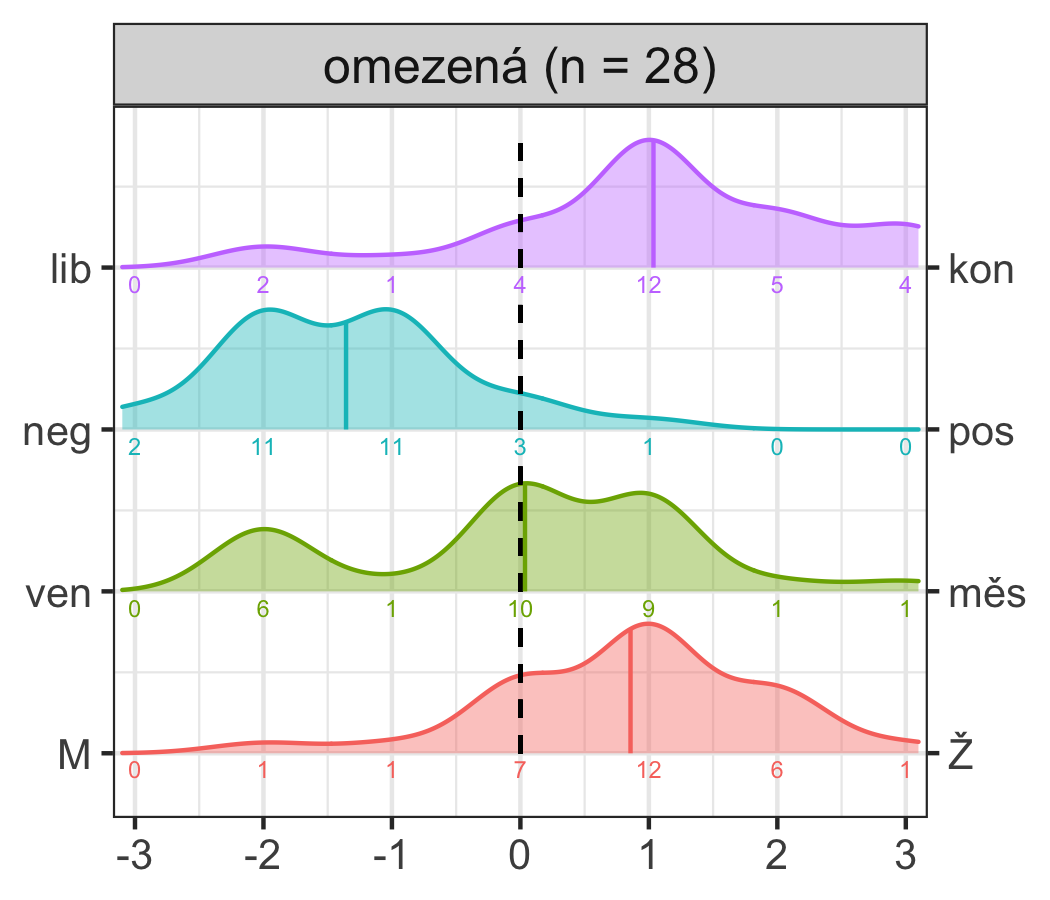 omezená (n = 28)
lib kon
0 2 1 4 12 5 4
neg pos
2 11 11 3 1 0 0
ven měs
0 6 1 10 9 1 1
M Ž
0 1 1 7 12 6 1
-3 -2 -1 0 1 2 3